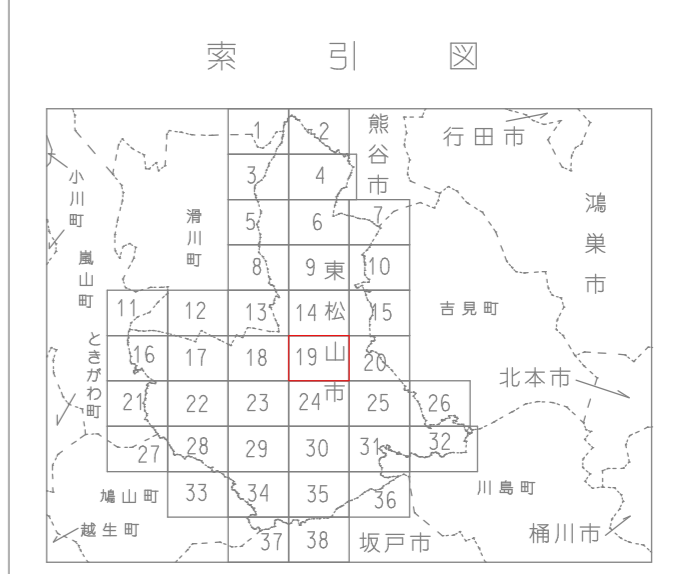 索引図
1 2
熊谷市
行田市
3 4
小川町
滑川町
鴻巣市
5 6 7
嵐山町
8 9 10
東松山市
11 12 13 14 15
吉見町
ときがわ町
16 17 18 19 20
北本市
21 22 23 24 25 26
27 28 29 30 31 32
鳩山町
33 34 35 36
川島町
越生町
37 38
坂戸市
桶川市